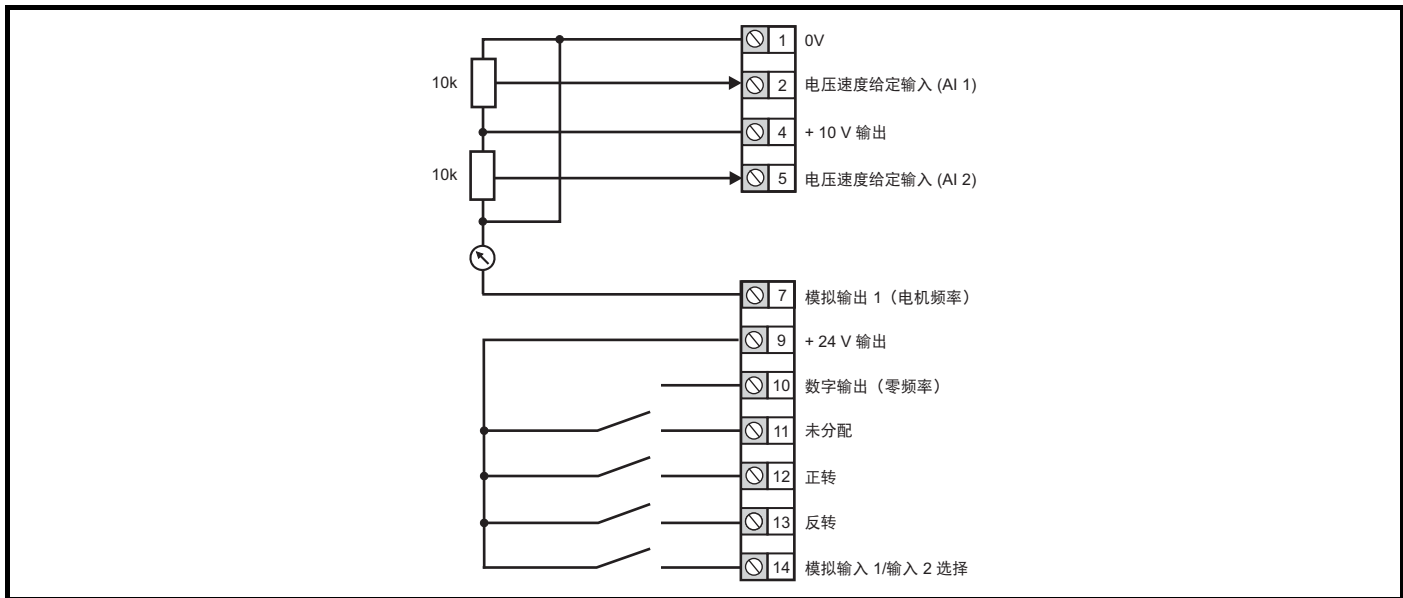 1 0V
10k
2 电压速度给定输入 (AI 1)
4 + 10 V 输出
10k
5 电压速度给定输入 (AI 2)
7 模拟输出 1（电机频率）
9 + 24 V 输出
10 数字输出（零频率）
11 未分配
12 正转
13 反转
14 模拟输入 1/输入 2 选择